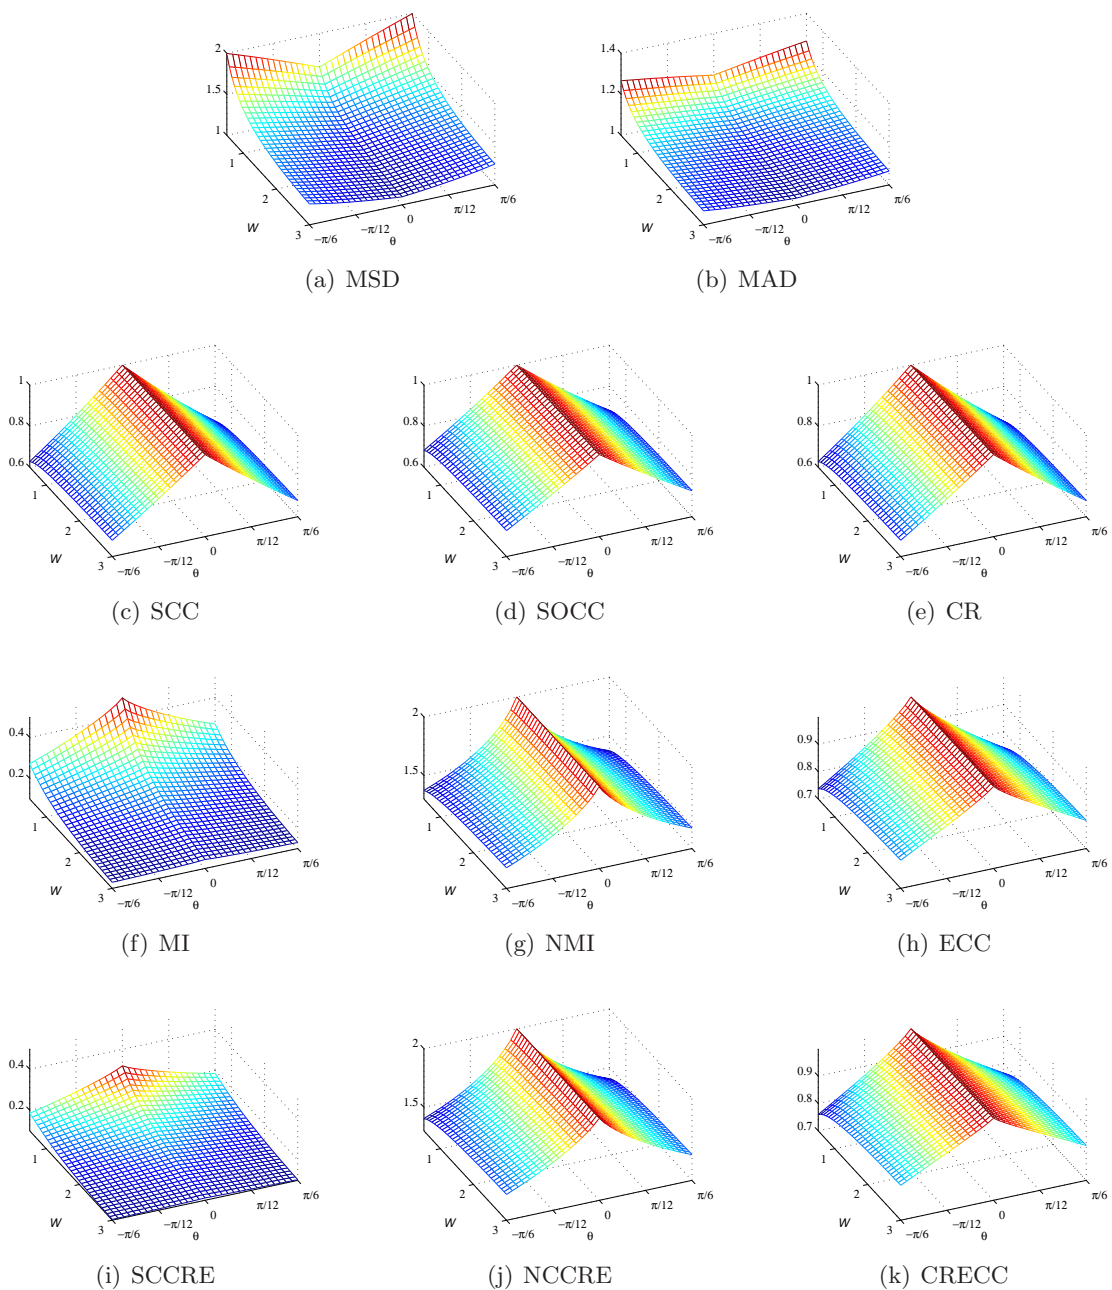 2
1.5
1
1
2
3
W
−π/6
−π/12
θ
0
π/12
π/6
(a) MSD
1.4
1.2
1
1
2
3
W
−π/6
−π/12
θ
0
π/12
π/6
(b) MAD
1
0.8
0.6
1
2
3
W
−π/6
−π/12
θ
0
π/12
π/6
(c) SCC
1
0.8
0.6
1
2
3
W
−π/6
−π/12
θ
0
π/12
π/6
(d) SOCC
1
0.8
0.6
1
2
3
W
−π/6
−π/12
θ
0
π/12
π/6
(e) CR
0.4
0.2
1
2
3
W
−π/6
−π/12
θ
0
π/12
π/6
(f) MI
2
1.5
1
2
3
W
−π/6
−π/12
θ
0
π/12
π/6
(g) NMI
0.9
0.8
0.7
1
2
3
W
−π/6
−π/12
θ
0
π/12
π/6
(h) ECC
0.4
0.2
1
2
3
W
−π/6
−π/12
θ
0
π/12
π/6
(i) SCCRE
2
1.5
1
2
3
W
−π/6
−π/12
θ
0
π/12
π/6
(j) NCCRE
0.9
0.8
0.7
1
2
3
W
−π/6
−π/12
θ
0
π/12
π/6
(k) CRECC